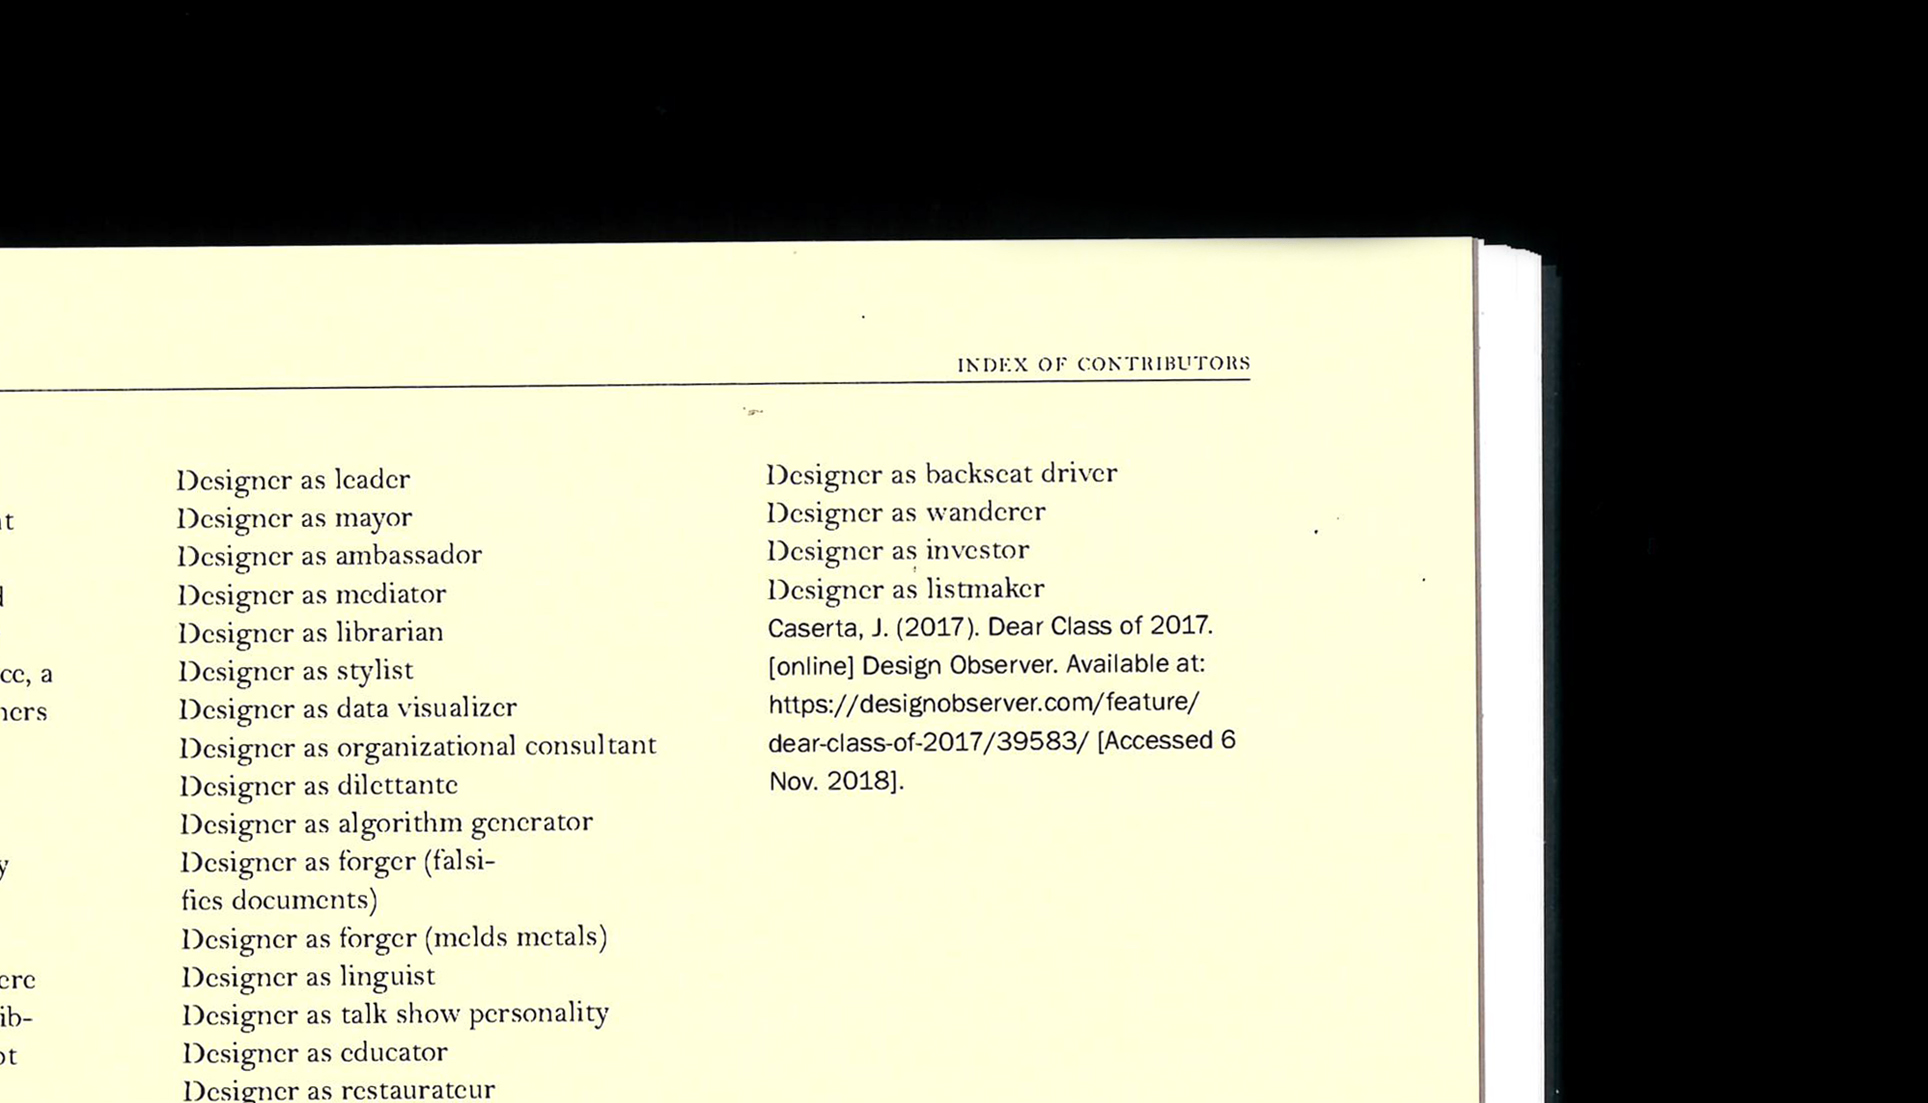 INDEX OF CONTRIBUTORS
cc, a
ib-
Designer as leader
Designer as mayor
Designer as ambassador
Designer as mediator
Designer as librarian
Designer as stylist
Designer as data visualizer
Designer as organizational consultant
Designer as dilettante
Designer as algorithm generator
Designer as forger (falsi-
fies documents)
Designer as forger (melds metals)
Designer as linguist
Designer as talk show personality
Designer as educator
Designer as restaurateur
Designer as backseat driver
Designer as wanderer
Designer as investor
Designer as listmaker
Caserta, J. (2017). Dear Class of 2017.
[online] Design Observer. Available at:
https://designobserver.com/feature/
dear-class-of-2017/39583/ [Accessed 6
Nov. 2018].